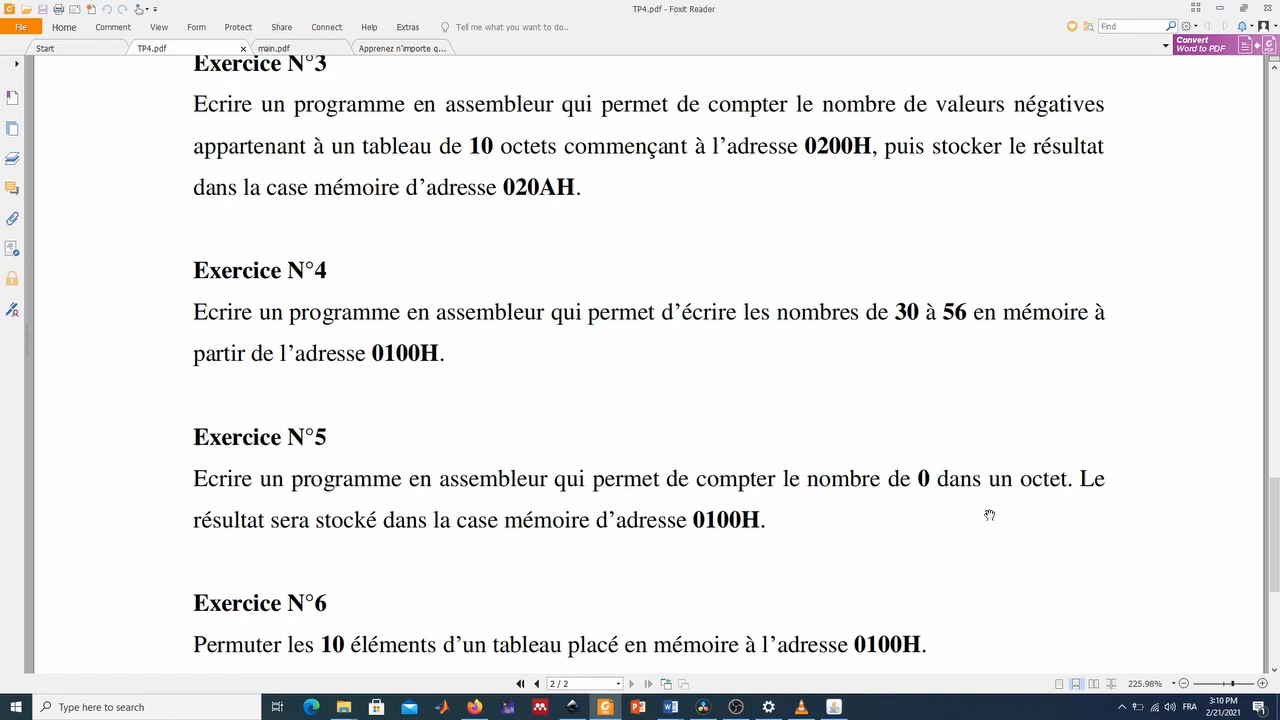 TP4.pdf - Foxit Reader
File Home Comment View Form Protect Share Connect Help Extras Tell me what you want to do.. Find
Start TP4.pdf main.pdf Apprenez n'importe q... Convert
Word to PDF
Exercice N°3
Ecrire un programme en assembleur qui permet de compter le nombre de valeurs négatives
appartenant à un tableau de 10 octets commençant à l’adresse 0200H, puis stocker le résultat
dans la case mémoire d’adresse 020AH.
Exercice N°4
Ecrire un programme en assembleur qui permet d’écrire les nombres de 30 à 56 en mémoire à
partir de l’adresse 0100H.
Exercice N°5
Ecrire un programme en assembleur qui permet de compter le nombre de 0 dans un octet. Le
résultat sera stocké dans la case mémoire d’adresse 0100H.
Exercice N°6
Permuter les 10 éléments d’un tableau placé en mémoire à l’adresse 0100H.
2 / 2 225.98%
Type here to search FRA 3:10 PM
2/21/2021